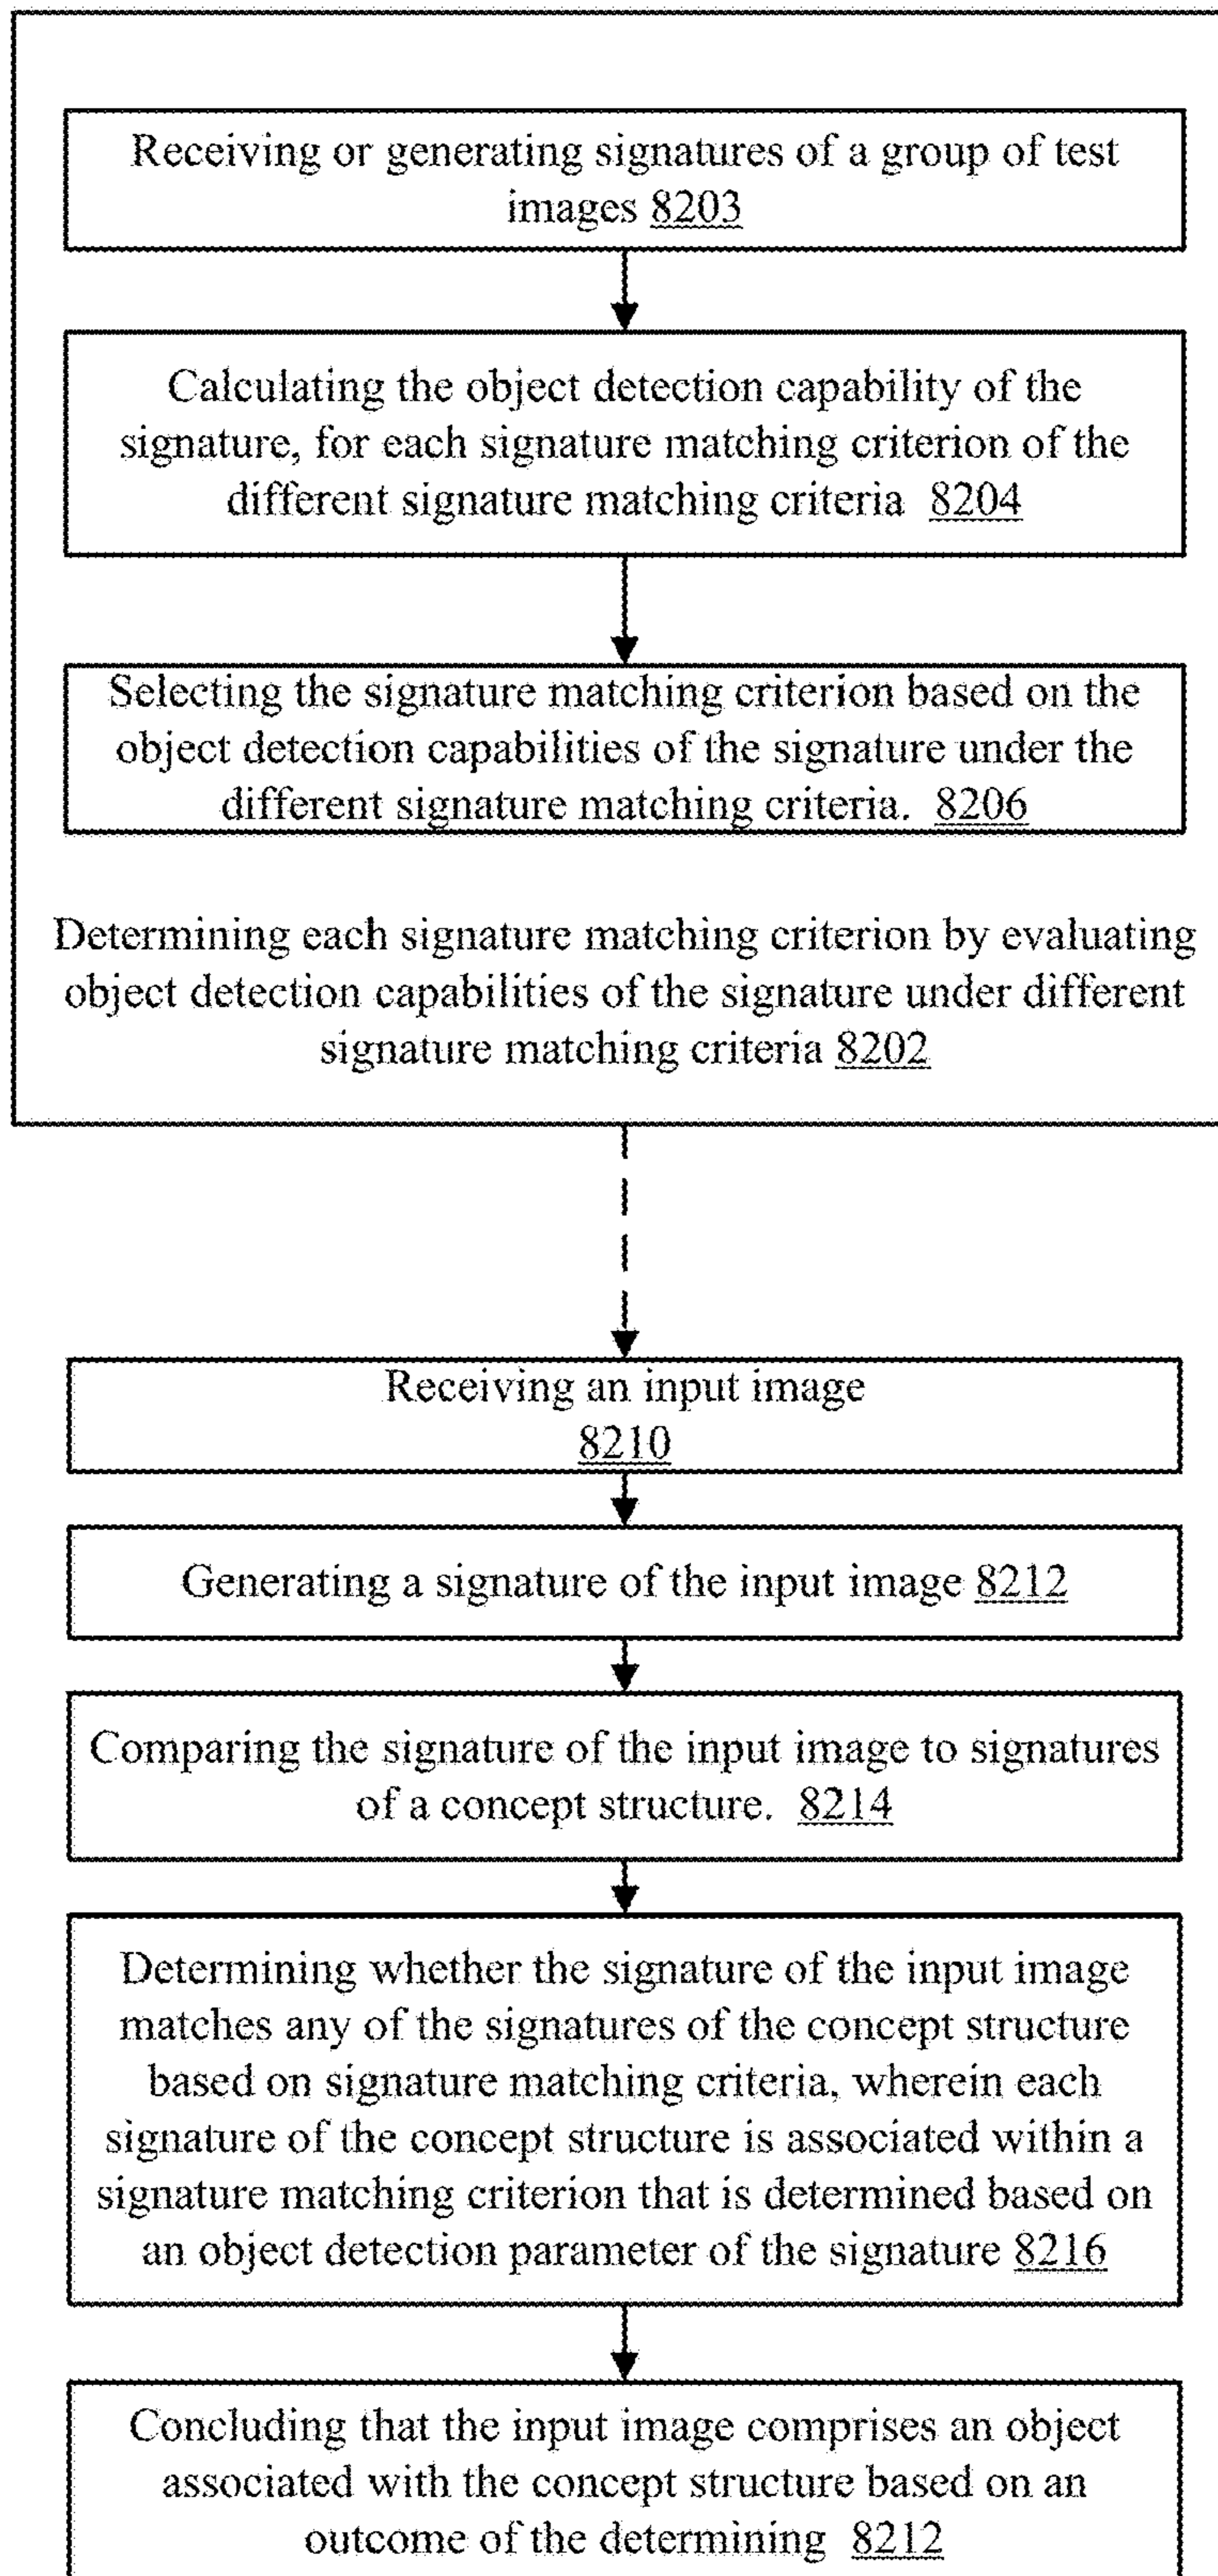 Receiving or generating signatures of a group of test
images 8203
Calculating the object detection capability of the
signature, for each signature matching criterion of the
different signature matching criteria 8204
Selecting the signature matching criterion based on the
object detection capabilities of the signature under the
different signature matching criteria. 8206
Determining each signature matching criterion by evaluating
object detection capabilities of the signature under different
signature matching criteria 8202
Receiving an input image
8210
Generating a signature of the input image 8212
Comparing the signature of the input image to signatures
of a concept structure. 8214
Determining whether the signature of the input image
matches any of the signatures of the concept structure
based on signature matching criteria, wherein each
signature of the concept structure is associated within a
signature matching criterion that is determined based on
an object detection parameter of the signature 8216
Concluding that the input image comprises an object
associated with the concept structure based on an
outcome of the determining 8212